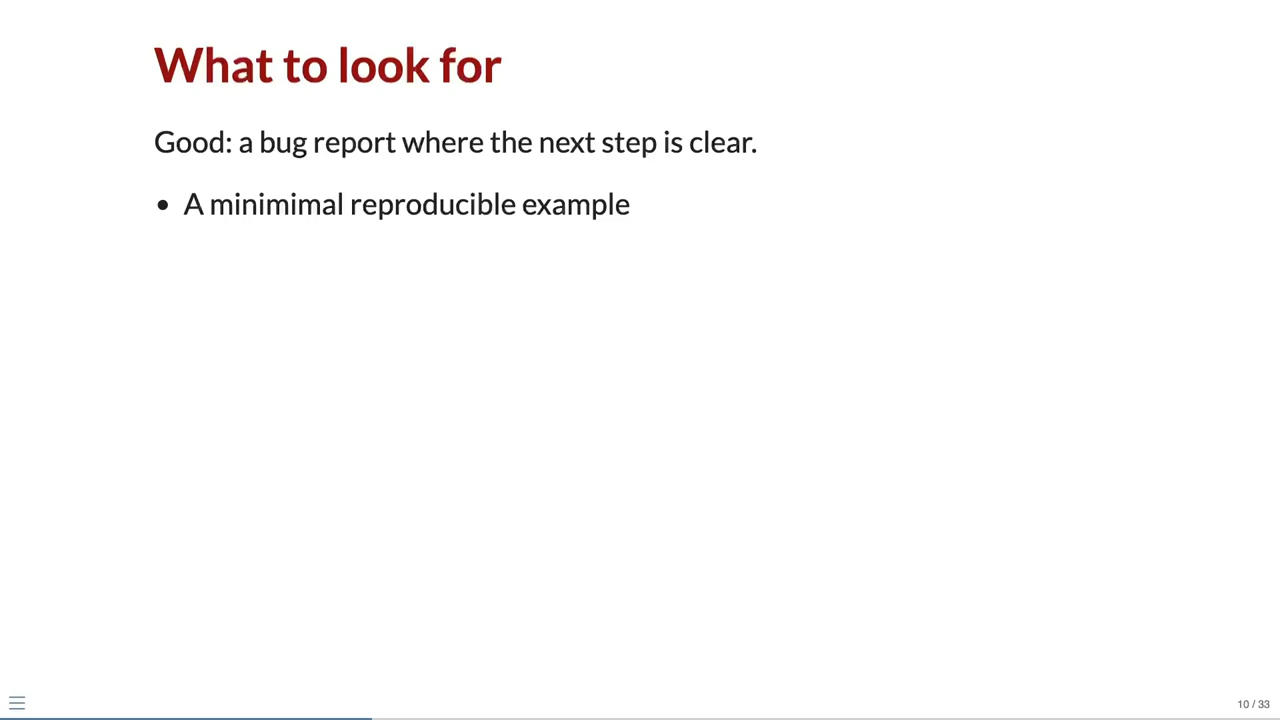 What to look for
Good: a bug report where the next step is clear.
• A minimimal reproducible example
10 / 33